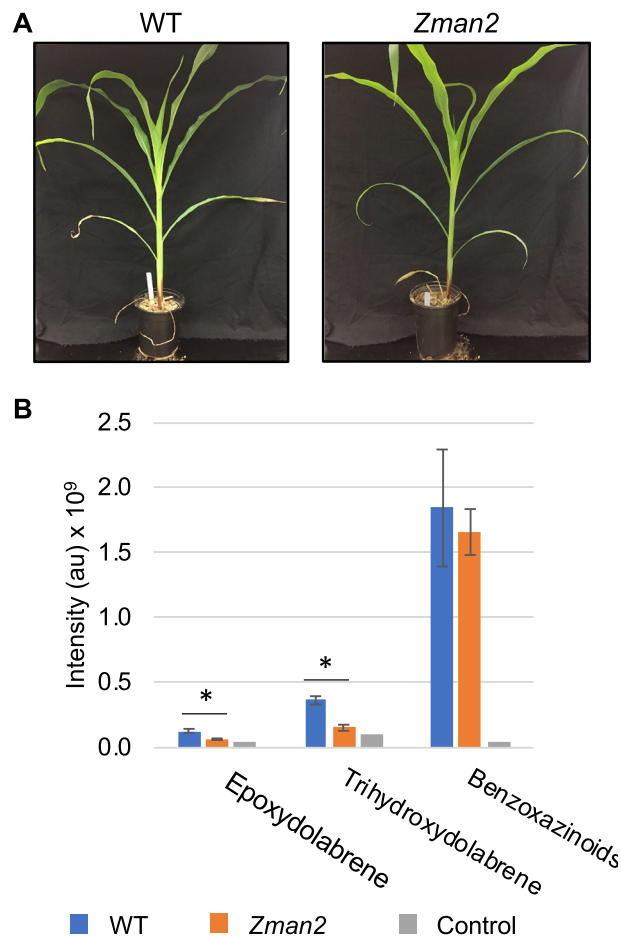 A
WT
Zman2
B
Intensity (au) x 10⁹
2.5
2.0
1.5
1.0
0.5
0.0
*
*
Epoxydolabrene
Trihydroxydolabrene
Benzoxazinoids
WT
Zman2
Control